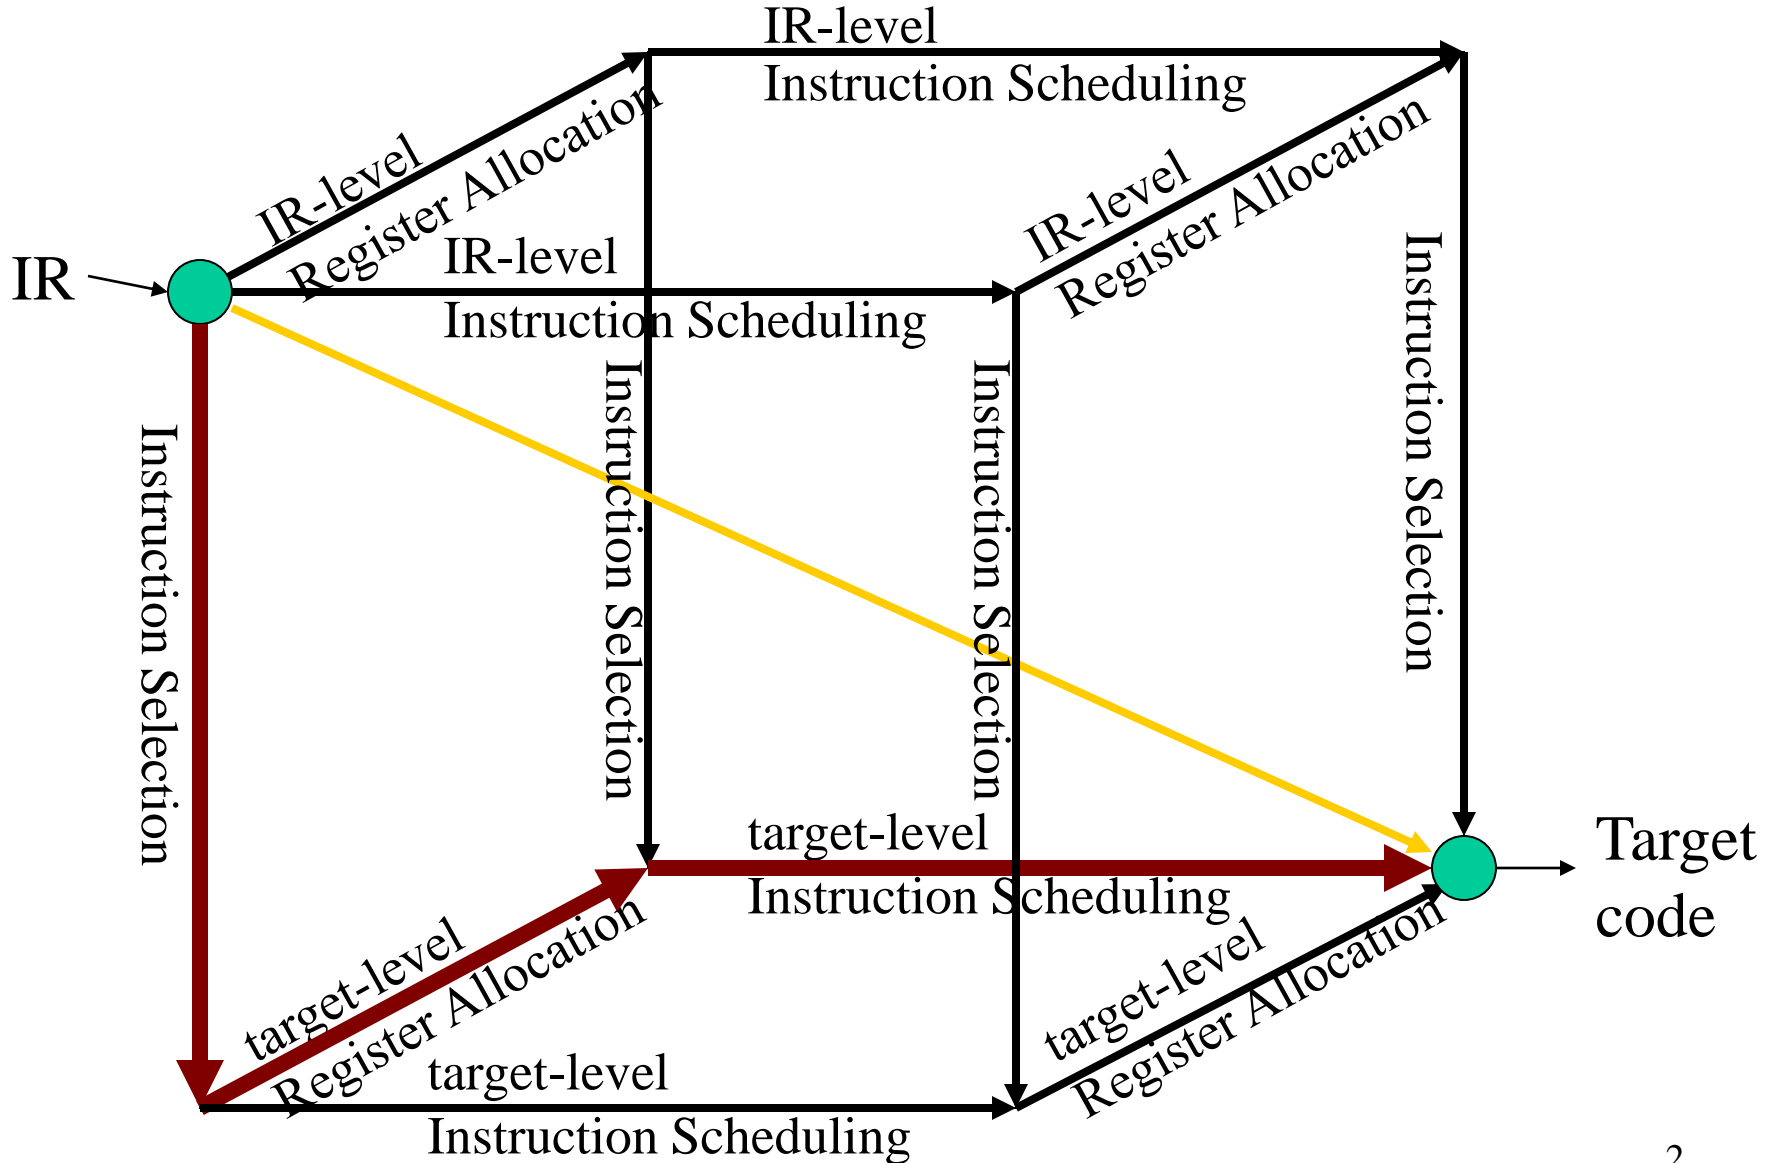 IR-level
Instruction Scheduling
IR-level
Register Allocation
IR-level
Register Allocation
IR
IR-level
Instruction Scheduling
Instruction Selection
Instruction Selection
Instruction Selection
Instruction Selection
target-level
Instruction Scheduling
Target
code
target-level
Register Allocation
target-level
Register Allocation
target-level
Instruction Scheduling
2